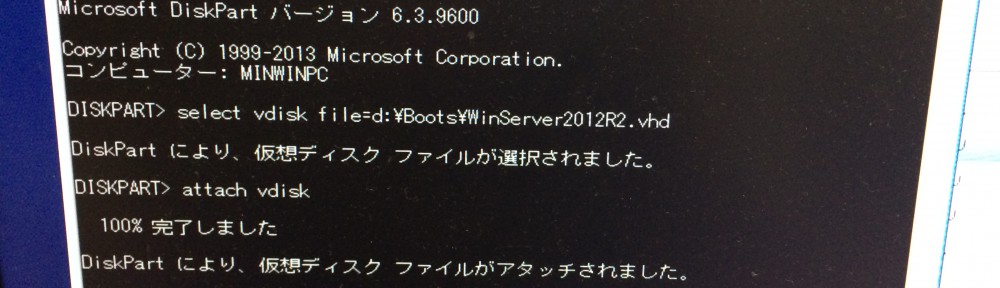 Microsoft DiskPart バージョン 6.3.9600
Copyright (C) 1999-2013 Microsoft Corporation.
コンピューター: MINWINPC
DISKPART> select vdisk file=d:¥Boots¥WinServer2012R2.vhd
DiskPart により、仮想ディスク ファイルが選択されました。
DISKPART> attach vdisk
100% 完了しました
DiskPart により、仮想ディスク ファイルがアタッチされました。